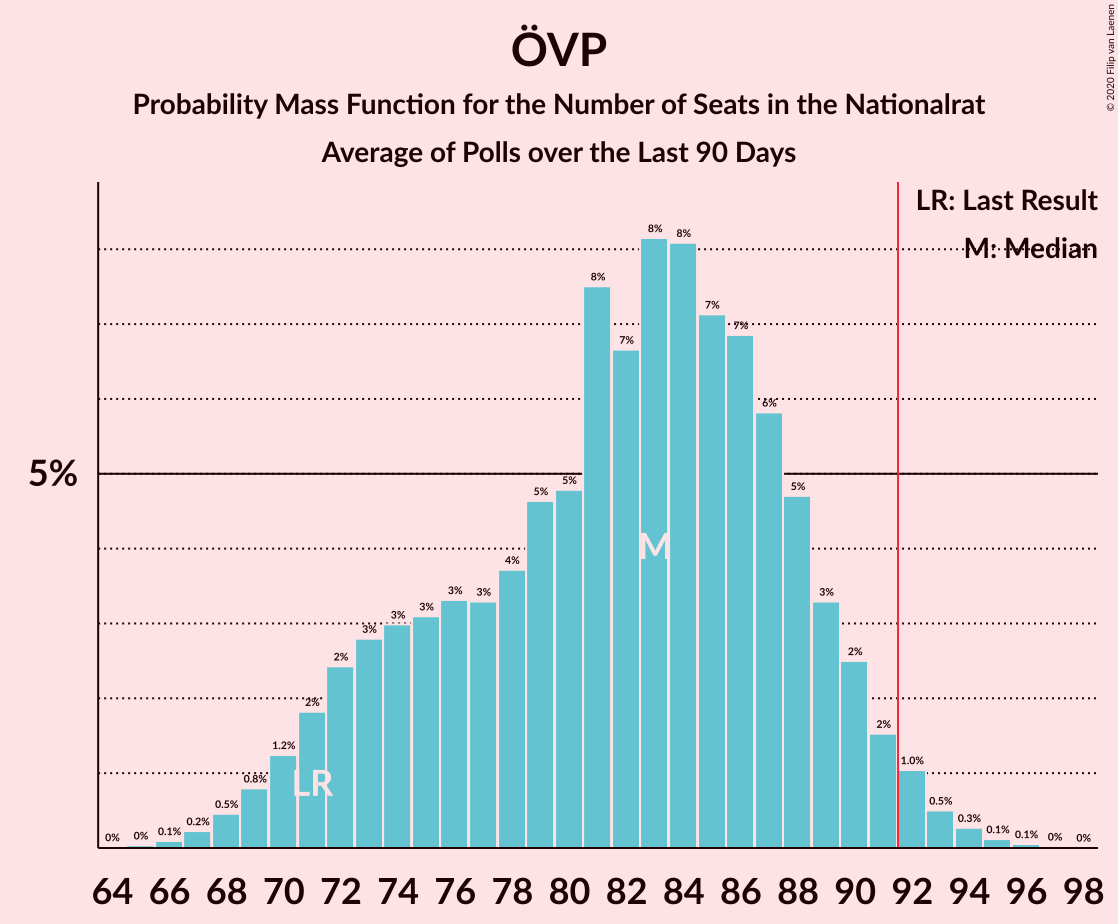 ÖVP
Probability Mass Function for the Number of Seats in the Nationalrat
Average of Polls over the Last 90 Days
© 2020 Filip van Laenen
LR: Last Result
M: Median
5%
0% 0% 0.1% 0.2% 0.5% 0.8% 1.2% 2% 2% 3% 3% 3% 3% 3% 4% 5% 5% 8% 7% 8% 8% 7% 7% 6% 5% 3% 2% 2% 1.0% 0.5% 0.3% 0.1% 0.1% 0% 0%
M
LR
64 66 68 70 72 74 76 78 80 82 84 86 88 90 92 94 96 98